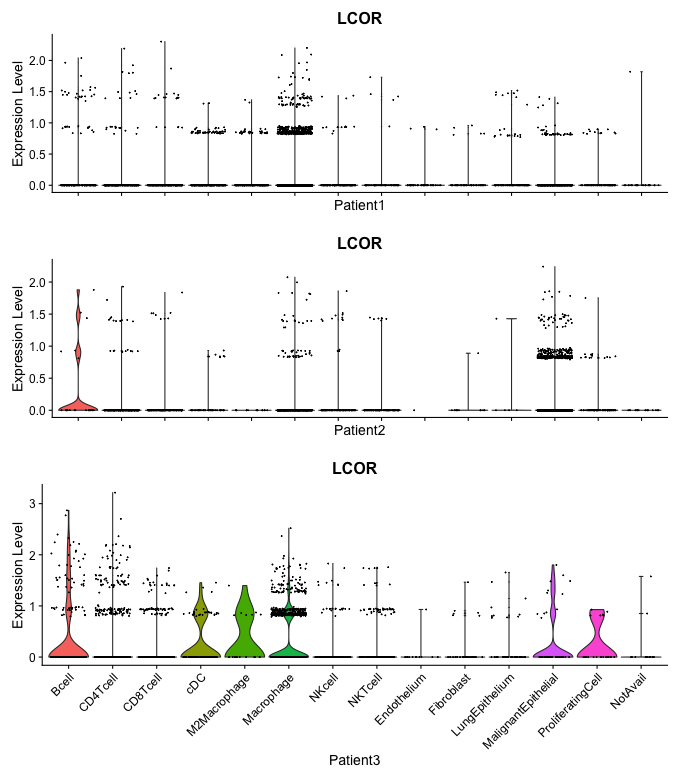 LCOR
Expression Level
2.0
1.5
1.0
0.5
0.0
Patient1
LCOR
Expression Level
2.0
1.5
1.0
0.5
0.0
Patient2
LCOR
Expression Level
3
2
1
0
Bcell
CD4Tcell
CD8Tcell
cDC
M2Macrophage
Macrophage
NKcell
NKTcell
Endothelium
Fibroblast
LungEpithelium
MalignantEpithelial
ProliferatingCell
NotAvail
Patient3